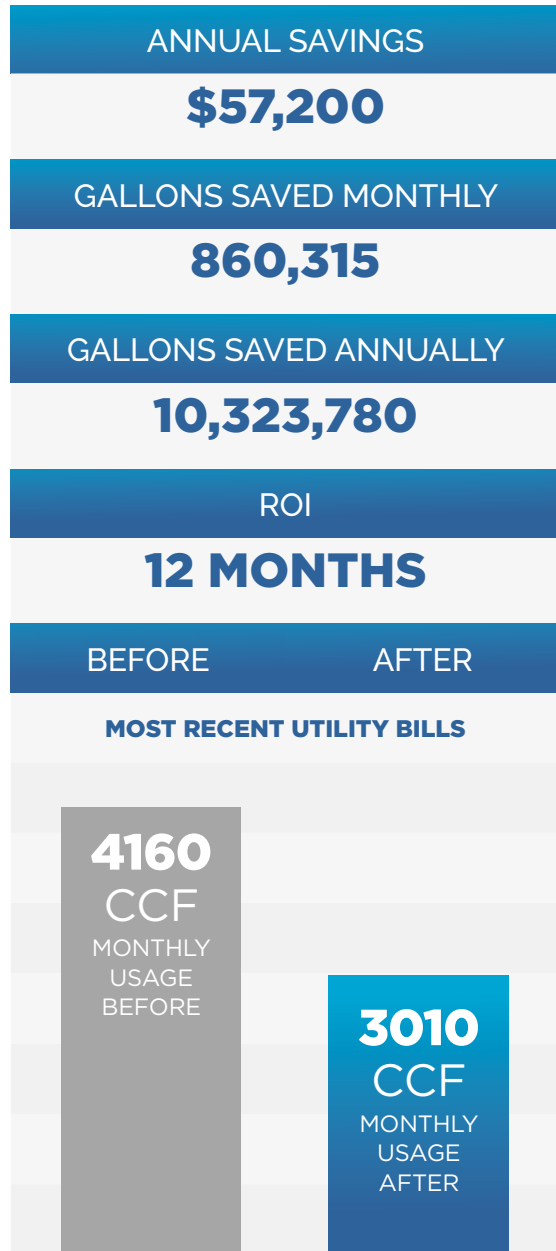 ANNUAL SAVINGS
$57,200
GALLONS SAVED MONTHLY
860,315
GALLONS SAVED ANNUALLY
10,323,780
ROI
12 MONTHS
BEFORE AFTER
MOST RECENT UTILITY BILLS
4160
CCF
MONTHLY
USAGE
BEFORE
3010
CCF
MONTHLY
USAGE
AFTER